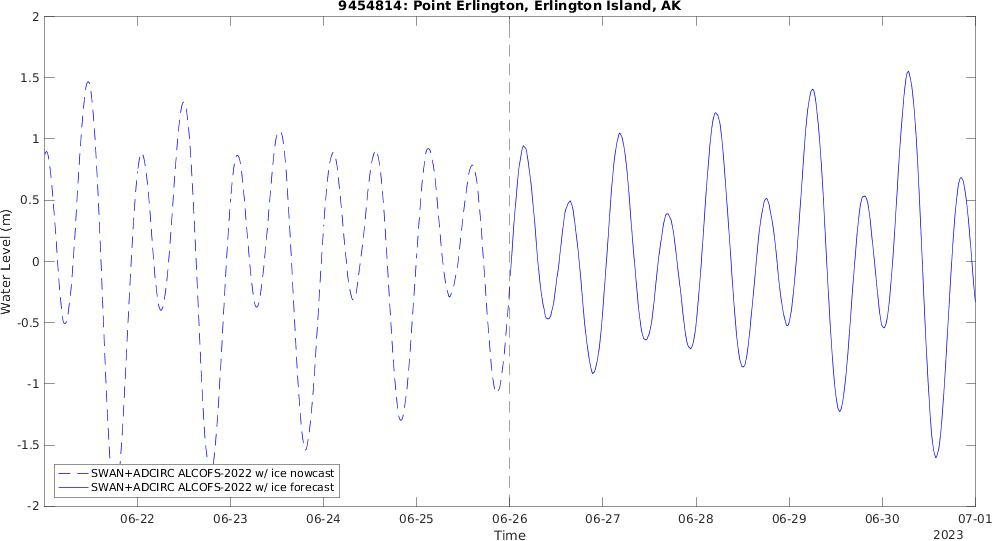 9454814: Point Erlington, Erlington Island, AK
2
1.5
1
0.5
0
-0.5
-1
-1.5
-2
Water Level (m)
SWAN+ADCIRC ALCOFS-2022 w/ ice nowcast
SWAN+ADCIRC ALCOFS-2022 w/ ice forecast
06-22 06-23 06-24 06-25 06-26 06-27 06-28 06-29 06-30 07-01
Time
2023